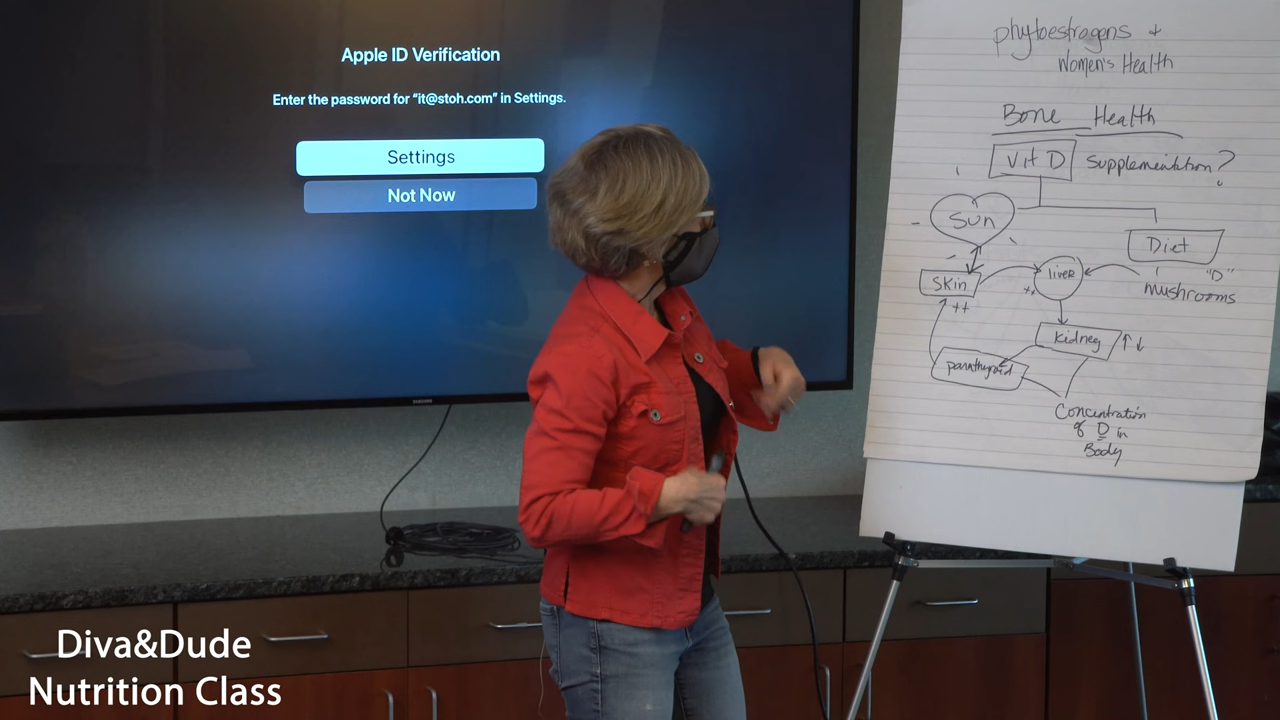 Apple ID Verification
Enter the password for “it@stoh.com” in Settings.
Settings
Not Now
SAMSUNG
phytoestrogens +
Women's Health
Bone Health
Vit D Supplementation?
Sun
Diet
"D"
mushrooms
Skin
++
liver
Kidney ↑↓
parathyroid
Concentration
of D in
Body
Diva&Dude
Nutrition Class